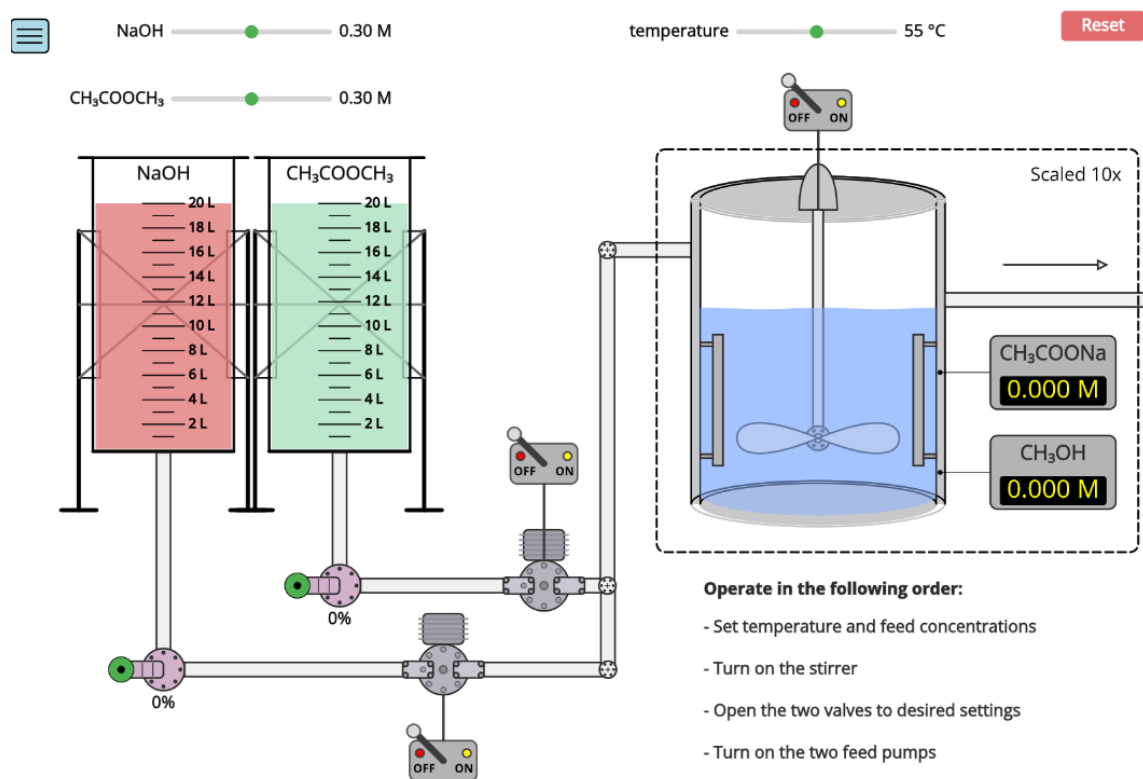 NaOH 0.30 M
temperature 55 °C
Reset
CH₃COOCH₃ 0.30 M
OFF ON
Scaled 10x
NaOH
20 L
18 L
16 L
14 L
12 L
10 L
8 L
6 L
4 L
2 L
CH₃COOCH₃
20 L
18 L
16 L
14 L
12 L
10 L
8 L
6 L
4 L
2 L
CH₃COONa
0.000 M
CH₃OH
0.000 M
OFF ON
0%
0%
OFF ON
Operate in the following order:
- Set temperature and feed concentrations
- Turn on the stirrer
- Open the two valves to desired settings
- Turn on the two feed pumps